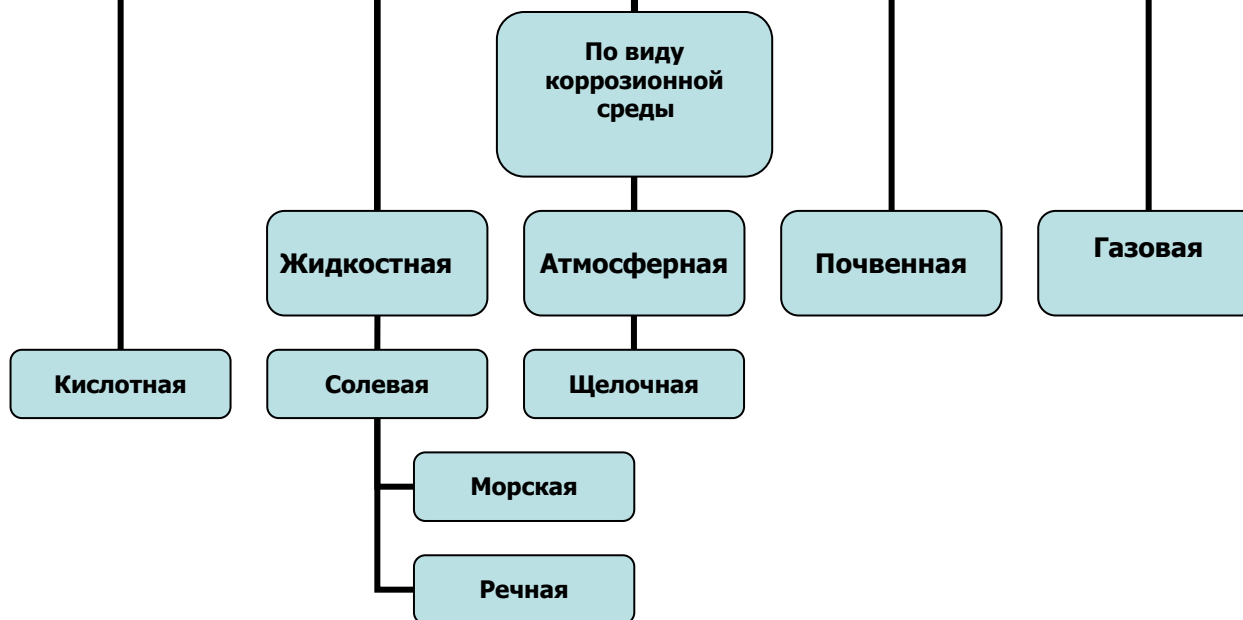 По виду
коррозионной
среды
Жидкостная
Атмосферная
Почвенная
Газовая
Кислотная
Солевая
Щелочная
Морская
Речная